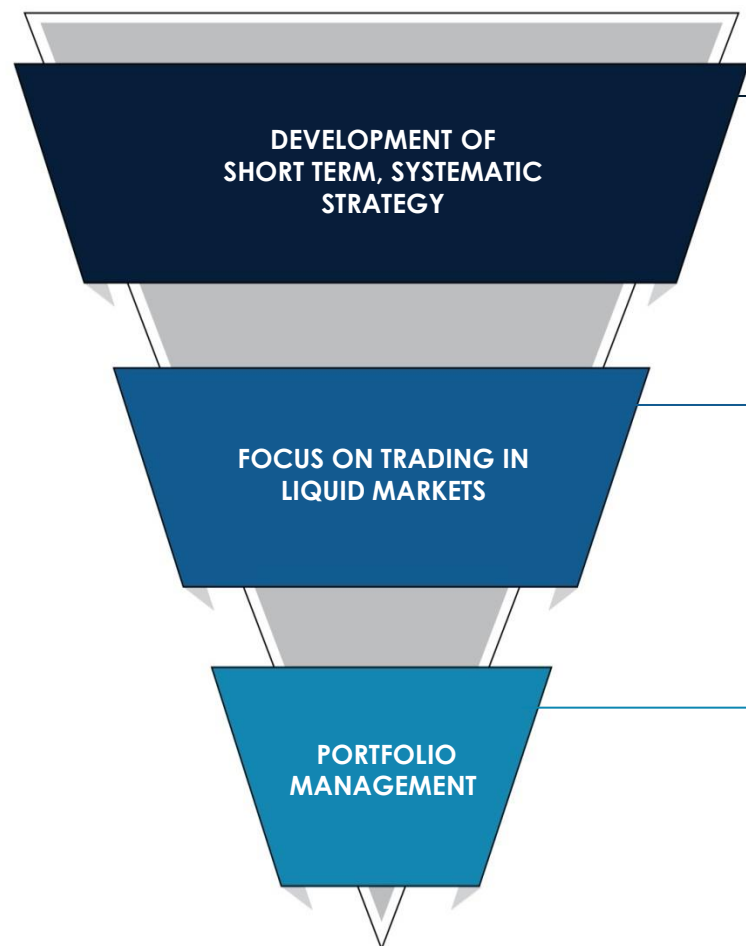 DEVELOPMENT OF
SHORT TERM, SYSTEMATIC
STRATEGY
FOCUS ON TRADING IN
LIQUID MARKETS
PORTFOLIO
MANAGEMENT